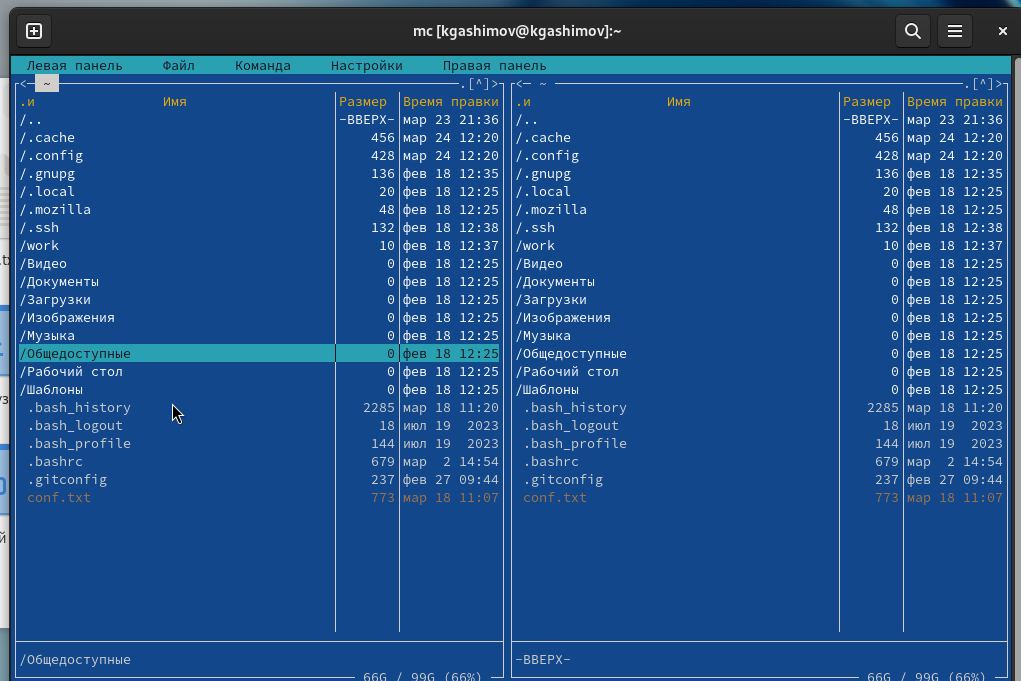 mc [kgashimov@kgashimov]:~
Левая панель Файл Команда Настройки Правая панель
<─ ~ .[^]> <─ ~ .[^]>
.и Имя Размер Время правки .и Имя Размер Время правки
/.. -ВВЕРХ- мар 23 21:36 /.. -ВВЕРХ- мар 23 21:36
/.cache 456 мар 24 12:20 /.cache 456 мар 24 12:20
/.config 428 мар 24 12:20 /.config 428 мар 24 12:20
/.gnupg 136 фев 18 12:35 /.gnupg 136 фев 18 12:35
/.local 20 фев 18 12:25 /.local 20 фев 18 12:25
/.mozilla 48 фев 18 12:25 /.mozilla 48 фев 18 12:25
/.ssh 132 фев 18 12:38 /.ssh 132 фев 18 12:38
/work 10 фев 18 12:37 /work 10 фев 18 12:37
/Видео 0 фев 18 12:25 /Видео 0 фев 18 12:25
/Документы 0 фев 18 12:25 /Документы 0 фев 18 12:25
/Загрузки 0 фев 18 12:25 /Загрузки 0 фев 18 12:25
/Изображения 0 фев 18 12:25 /Изображения 0 фев 18 12:25
/Музыка 0 фев 18 12:25 /Музыка 0 фев 18 12:25
/Общедоступные 0 фев 18 12:25 /Общедоступные 0 фев 18 12:25
/Рабочий стол 0 фев 18 12:25 /Рабочий стол 0 фев 18 12:25
/Шаблоны 0 фев 18 12:25 /Шаблоны 0 фев 18 12:25
.bash_history 2285 мар 18 11:20 .bash_history 2285 мар 18 11:20
.bash_logout 18 июл 19 2023 .bash_logout 18 июл 19 2023
.bash_profile 144 июл 19 2023 .bash_profile 144 июл 19 2023
.bashrc 679 мар 2 14:54 .bashrc 679 мар 2 14:54
.gitconfig 237 фев 27 09:44 .gitconfig 237 фев 27 09:44
conf.txt 773 мар 18 11:07 conf.txt 773 мар 18 11:07
/Общедоступные -ВВЕРХ-
66G / 99G (66%) 66G / 99G (66%)